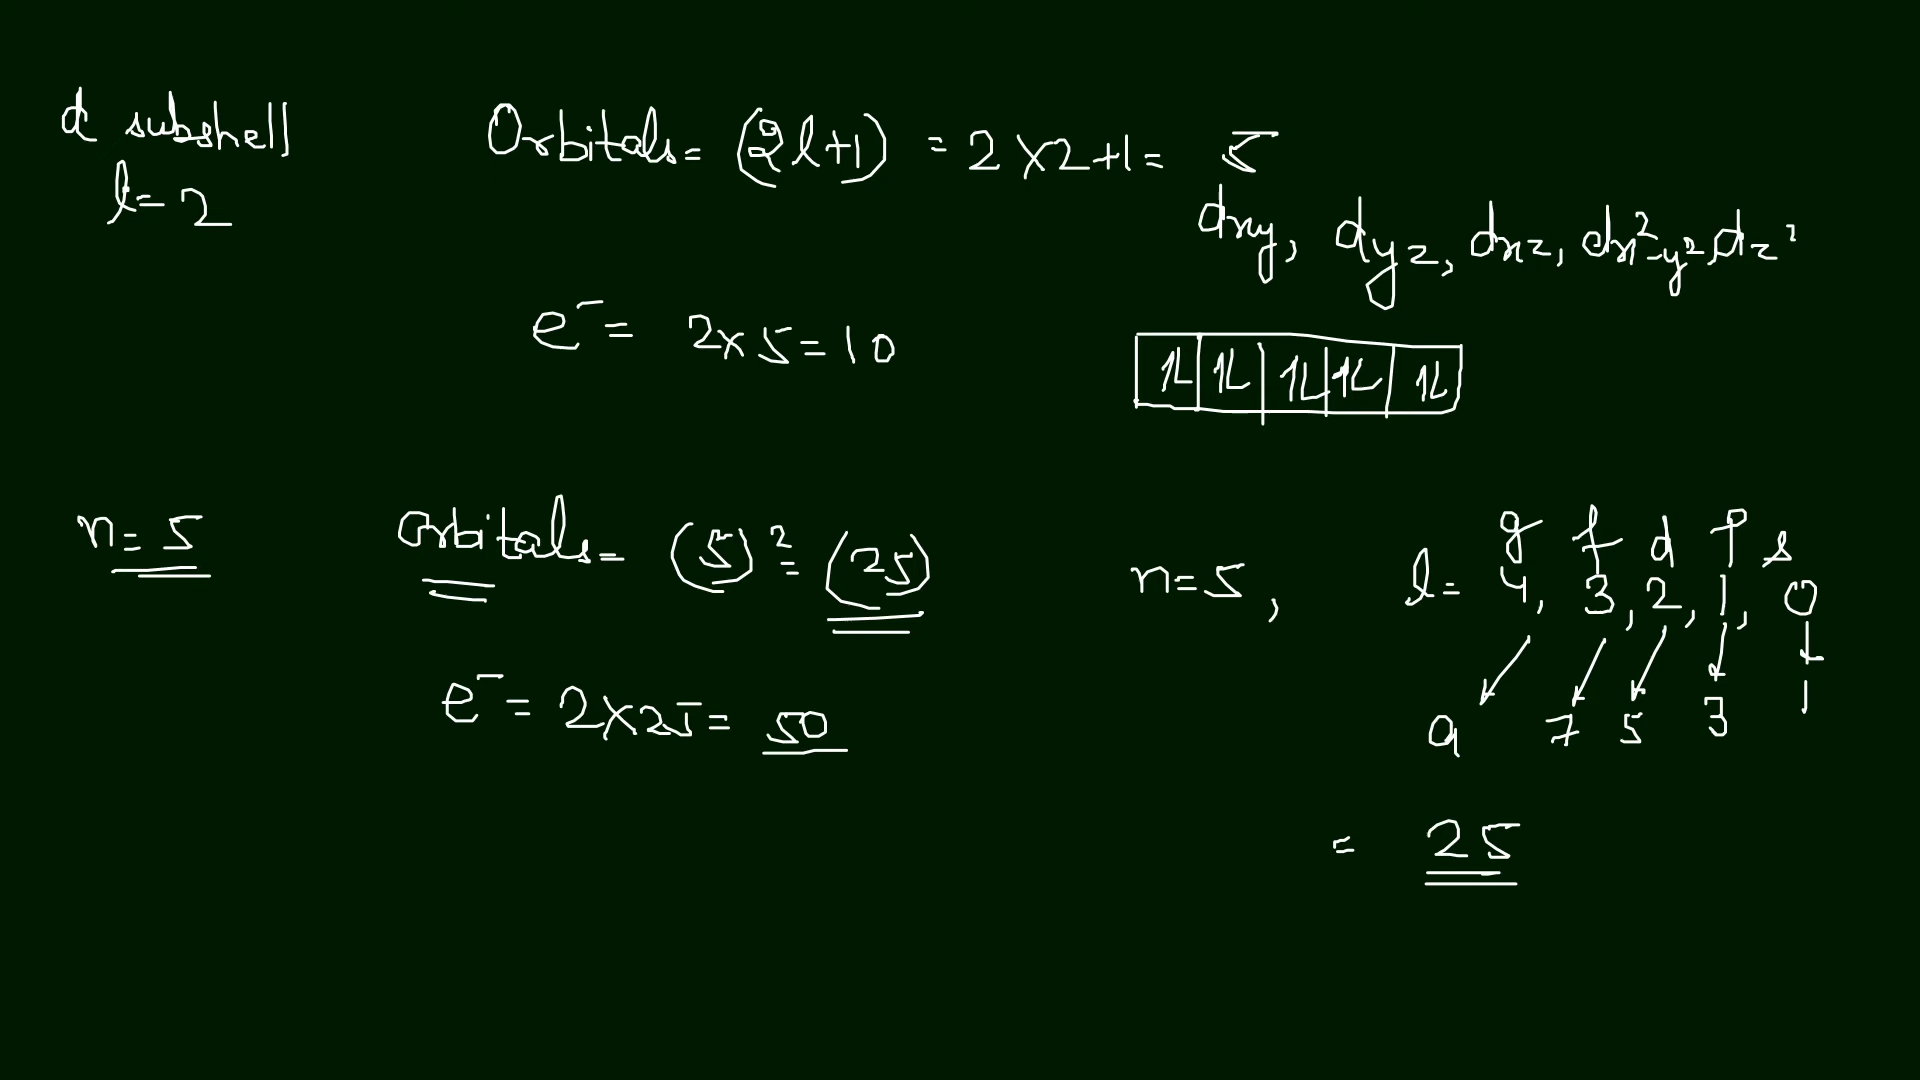 d subshell Orbitals = (2l+1) = 2×2+1 = 5
l = 2
dxy, dyz, dxz, dx²-y², dz²
e⁻ = 2×5 = 10
1L 1L 1L 1L 1L
n = 5 orbitals = (5)² = (25)
e⁻ = 2×25 = 50
g f d p s
n = 5, l = 4, 3, 2, 1, 0
9 7 5 3 1
= 25